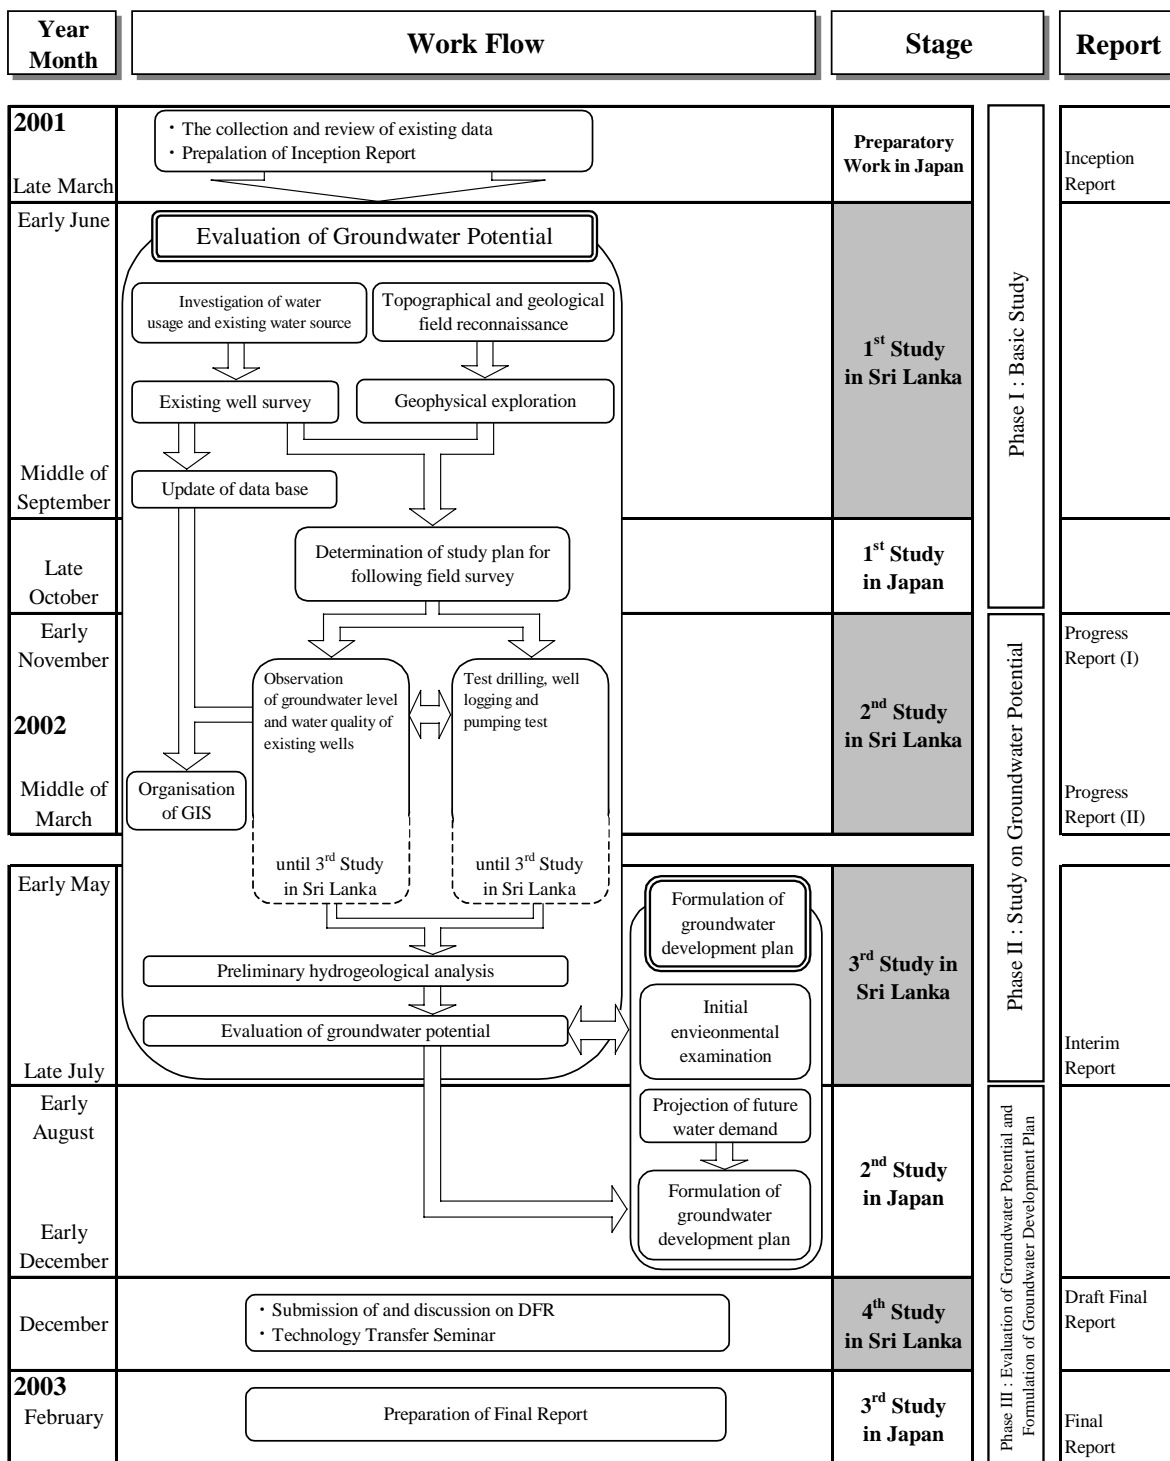 Year
Month
Work Flow
Stage
Report
2001
Late March
・ The collection and review of existing data
・ Prepalation of Inception Report
Preparatory
Work in Japan
Inception
Report
Early June
Evaluation of Groundwater Potential
Investigation of water
usage and existing water source
Topographical and geological
field reconnaissance
Existing well survey
Geophysical exploration
Update of data base
Middle of
September
1st Study
in Sri Lanka
Phase I : Basic Study
Late
October
Determination of study plan for
following field survey
1st Study
in Japan
Early
November
2002
Middle of
March
Observation
of groundwater level
and water quality of
existing wells
Test drilling, well
logging and
pumping test
Organisation
of GIS
2nd Study
in Sri Lanka
Progress
Report (I)
Progress
Report (II)
until 3rd Study
in Sri Lanka
until 3rd Study
in Sri Lanka
Phase II : Study on Groundwater Potential
Early May
Late July
Formulation of
groundwater
development plan
Preliminary hydrogeological analysis
Evaluation of groundwater potential
Initial
envieonmental
examination
3rd Study in
Sri Lanka
Interim
Report
Early
August
Early
December
Projection of future
water demand
Formulation of
groundwater
development plan
2nd Study
in Japan
Phase III : Evaluation of Groundwater Potential and
Formulation of Groundwater Development Plan
December
・ Submission of and discussion on DFR
・ Technology Transfer Seminar
4th Study
in Sri Lanka
Draft Final
Report
2003
February
Preparation of Final Report
3rd Study
in Japan
Final
Report